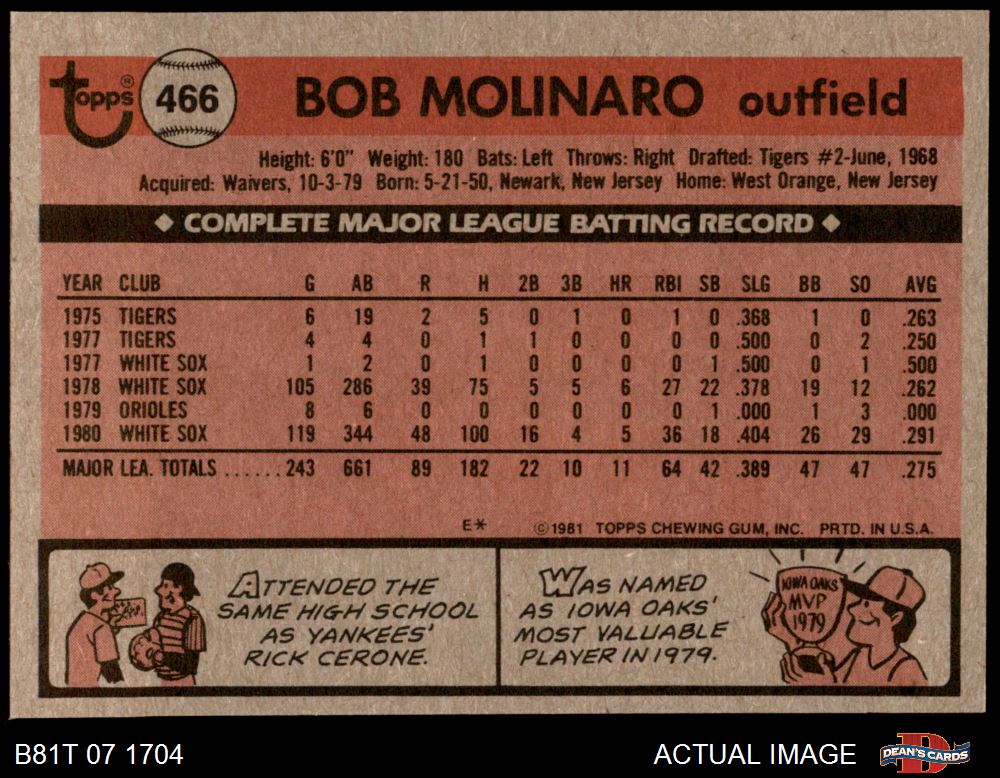 Topps® 466 BOB MOLINARO outfield
Height: 6'0" Weight: 180 Bats: Left Throws: Right Drafted: Tigers #2-June, 1968
Acquired: Waivers, 10-3-79 Born: 5-21-50, Newark, New Jersey Home: West Orange, New Jersey
◆ COMPLETE MAJOR LEAGUE BATTING RECORD ◆
YEAR CLUB G AB R H 2B 3B HR RBI SB SLG BB SO AVG
1975 TIGERS 6 19 2 5 0 1 0 1 0 .368 1 0 .263
1977 TIGERS 4 4 0 1 1 0 0 0 0 .500 0 2 .250
1977 WHITE SOX 1 2 0 1 0 0 0 0 1 .500 0 1 .500
1978 WHITE SOX 105 286 39 75 5 5 6 27 22 .378 19 12 .262
1979 ORIOLES 8 6 0 0 0 0 0 0 1 .000 1 3 .000
1980 WHITE SOX 119 344 48 100 16 4 5 36 18 .404 26 29 .291
MAJOR LEA. TOTALS ......243 661 89 182 22 10 11 64 42 .389 47 47 .275
E* ©1981 TOPPS CHEWING GUM, INC. PRTD. IN U.S.A.
ATTENDED THE
SAME HIGH SCHOOL
AS YANKEES'
RICK CERONE.
WAS NAMED
AS IOWA OAKS'
MOST VALUABLE
PLAYER IN 1979.
IOWA OAKS
MVP
1979
B81T 07 1704 ACTUAL IMAGE DEAN'S CARDS